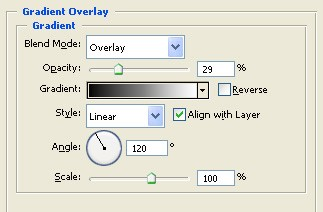 Gradient Overlay
Gradient
Blend Mode: Overlay
Opacity: 29 %
Gradient: Reverse
Style: Linear Align with Layer
Angle: 120 °
Scale: 100 %